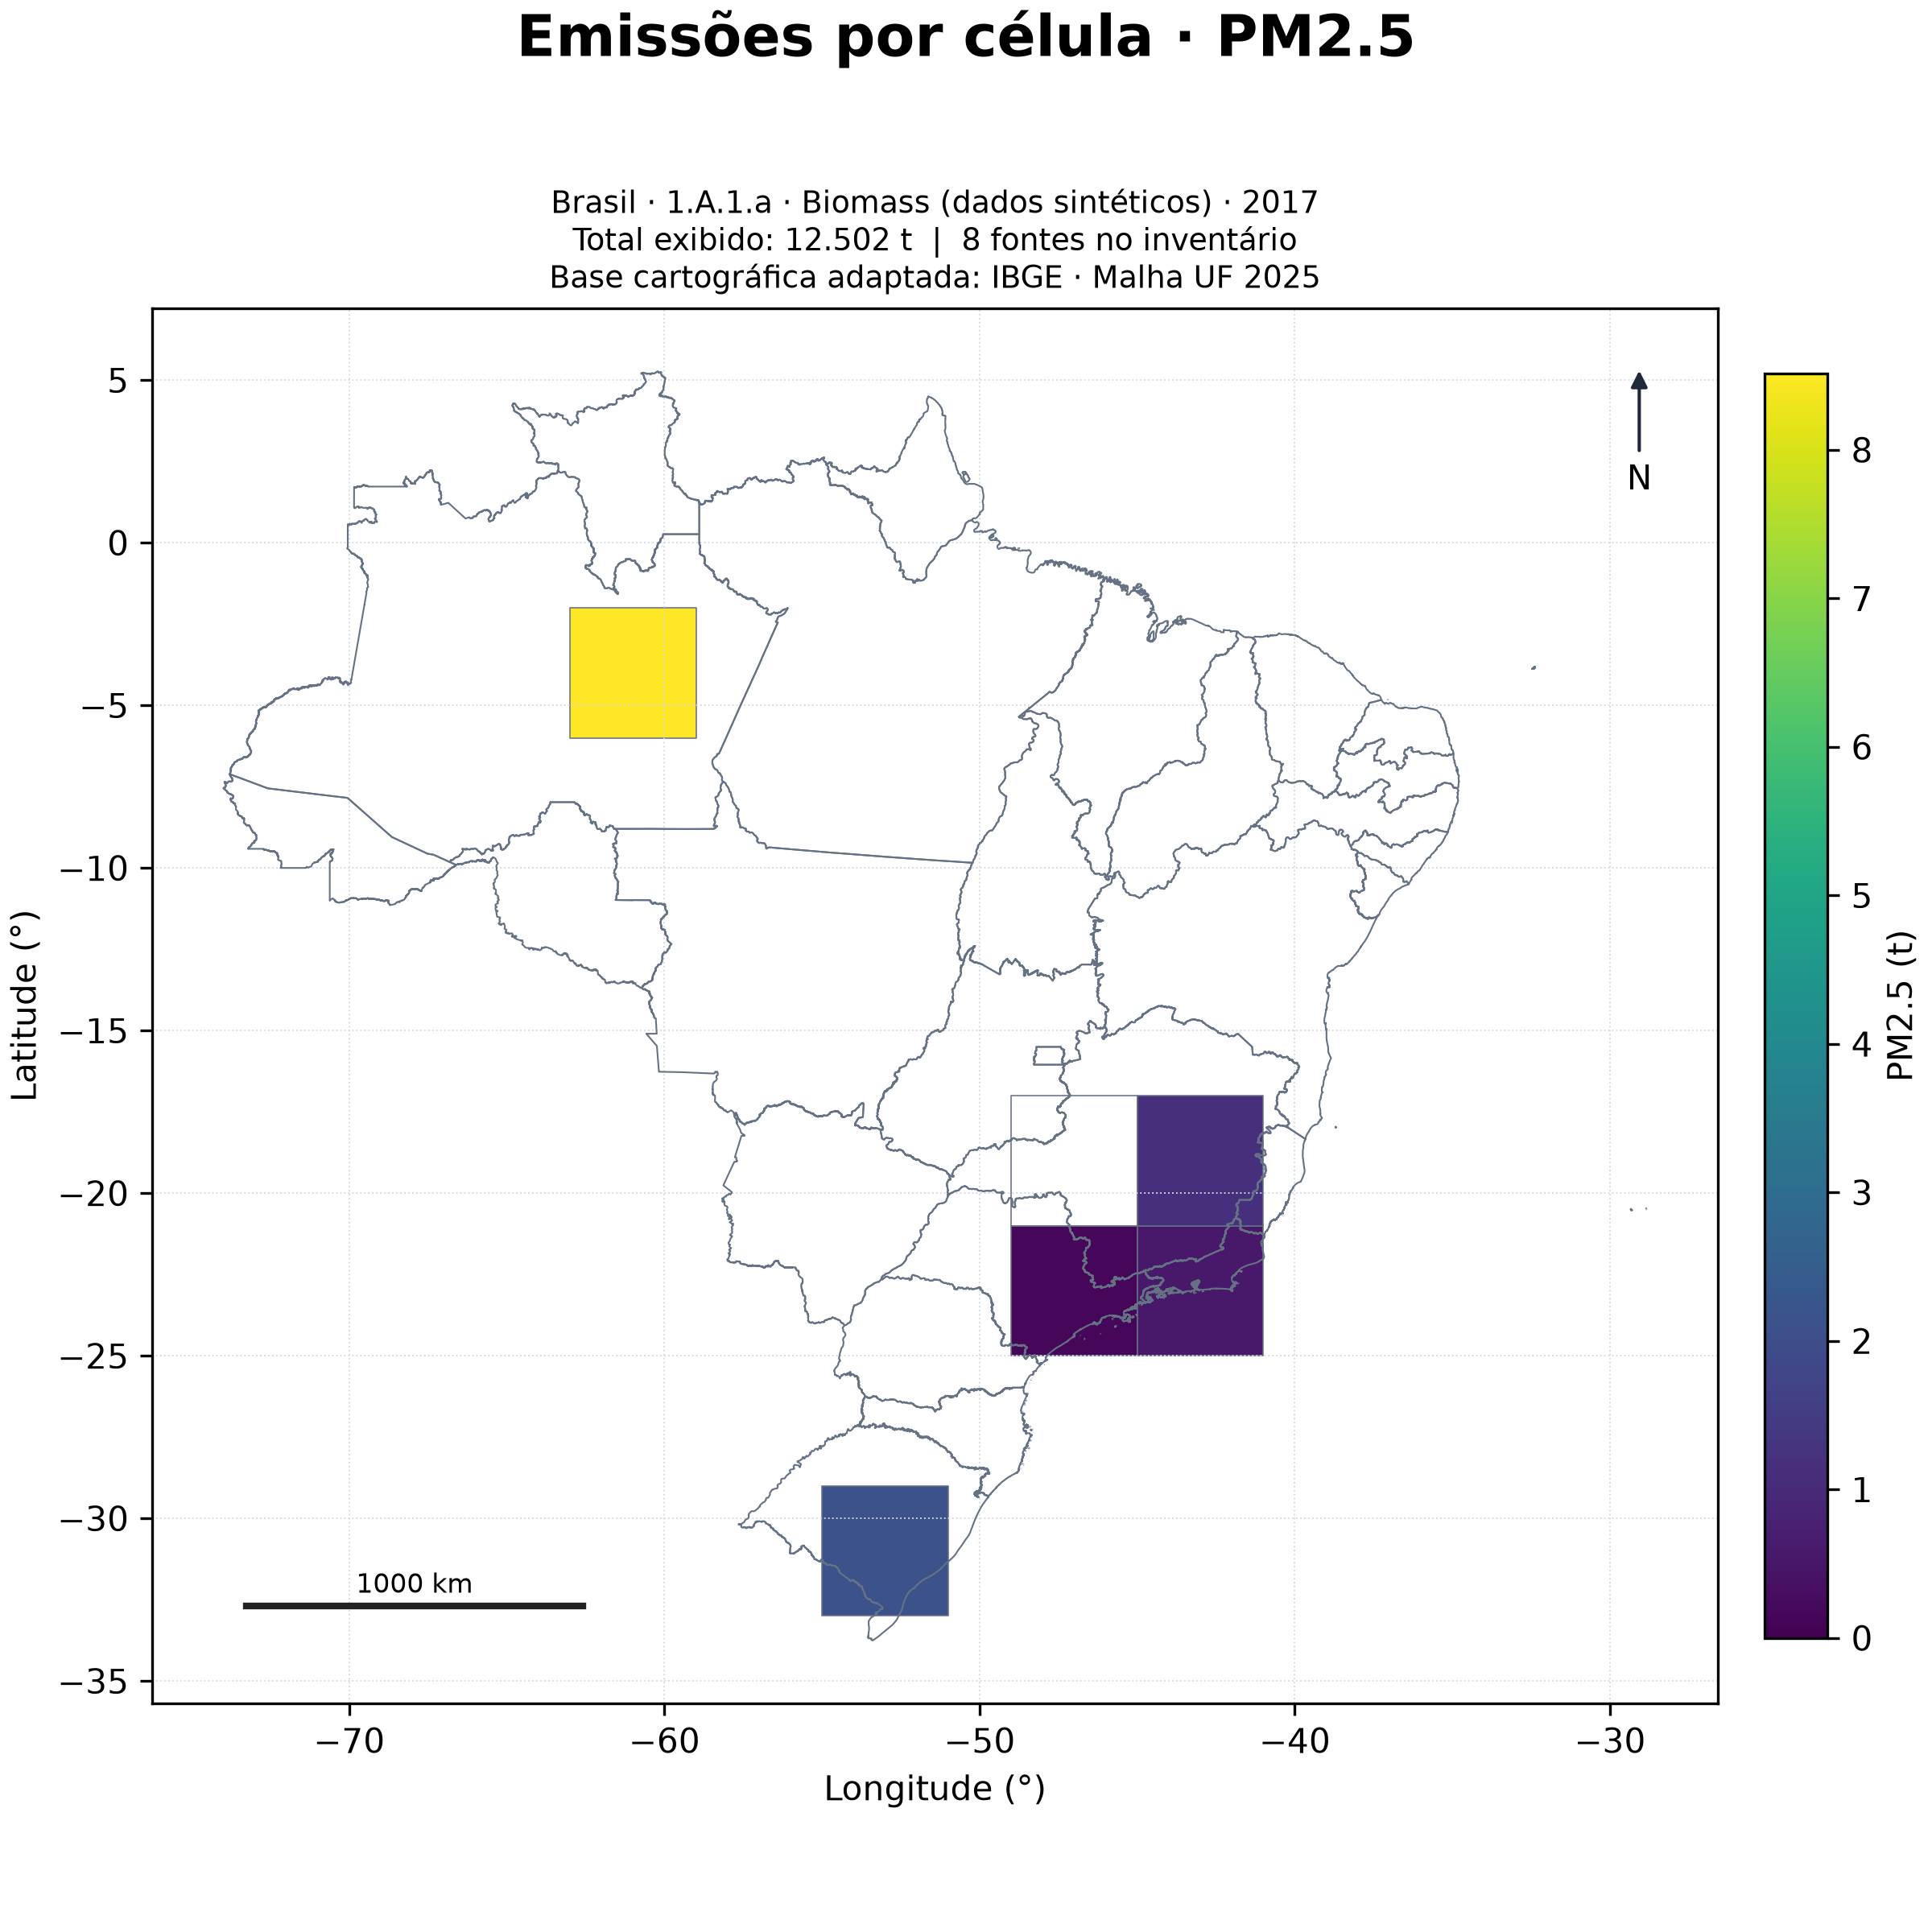 Emissões por célula · PM2.5
Brasil · 1.A.1.a · Biomass (dados sintéticos) · 2017
Total exibido: 12.502 t | 8 fontes no inventário
Base cartográfica adaptada: IBGE · Malha UF 2025
5
0
−5
−10
−15
−20
−25
−30
−35
Latitude (°)
N
1000 km
−70
−60
−50
−40
−30
Longitude (°)
8
7
6
5
4
3
2
1
0
PM2.5 (t)